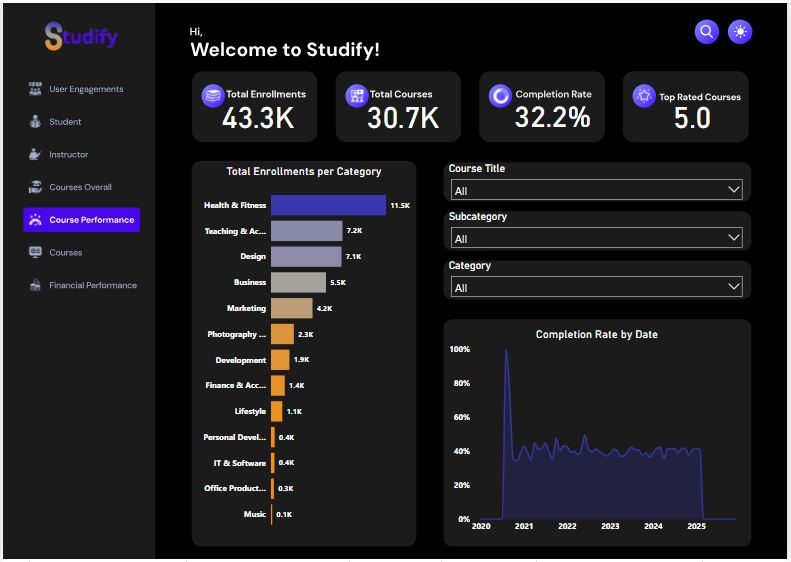 Studify
User Engagements
Student
Instructor
Courses Overall
Course Performance
Courses
Financial Performance
Hi,
Welcome to Studify!
Total Enrollments
43.3K
Total Courses
30.7K
Completion Rate
32.2%
Top Rated Courses
5.0
Total Enrollments per Category
Health & Fitness 11.5K
Teaching & Ac... 7.2K
Design 7.1K
Business 5.5K
Marketing 4.2K
Photography ... 2.3K
Development 1.9K
Finance & Acc... 1.4K
Lifestyle 1.1K
Personal Devel... 0.4K
IT & Software 0.4K
Office Product... 0.3K
Music 0.1K
Course Title
All
Subcategory
All
Category
All
Completion Rate by Date
100%
80%
60%
40%
20%
0%
2020 2021 2022 2023 2024 2025